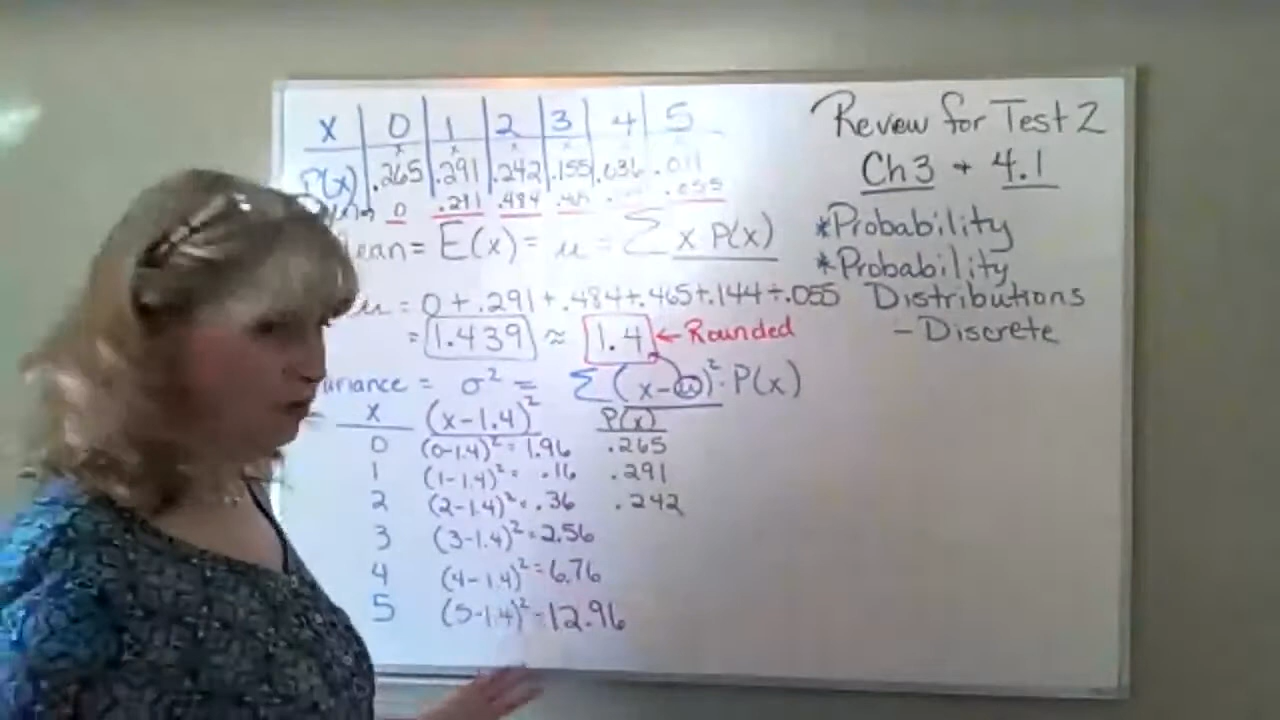 x 0 1 2 3 4 5
P(x) .265 .291 .242 .155 .036 .011
0 .291 .484 .055
ean = E(x) = μ = Σ x P(x)
μ = 0 + .291 + .484 + .465 + .144 + .055
= 1.439 ≈ 1.4 ← Rounded
ariance = σ² = Σ (x-μ)² · P(x)
x (x-1.4)² P(x)
0 (0-1.4)² = 1.96 .265
1 (1-1.4)² = .16 .291
2 (2-1.4)² = .36 .242
3 (3-1.4)² = 2.56
4 (4-1.4)² = 6.76
5 (5-1.4)² = 12.96
Review for Test 2
Ch 3 + 4.1
*Probability
*Probability
Distributions
- Discrete